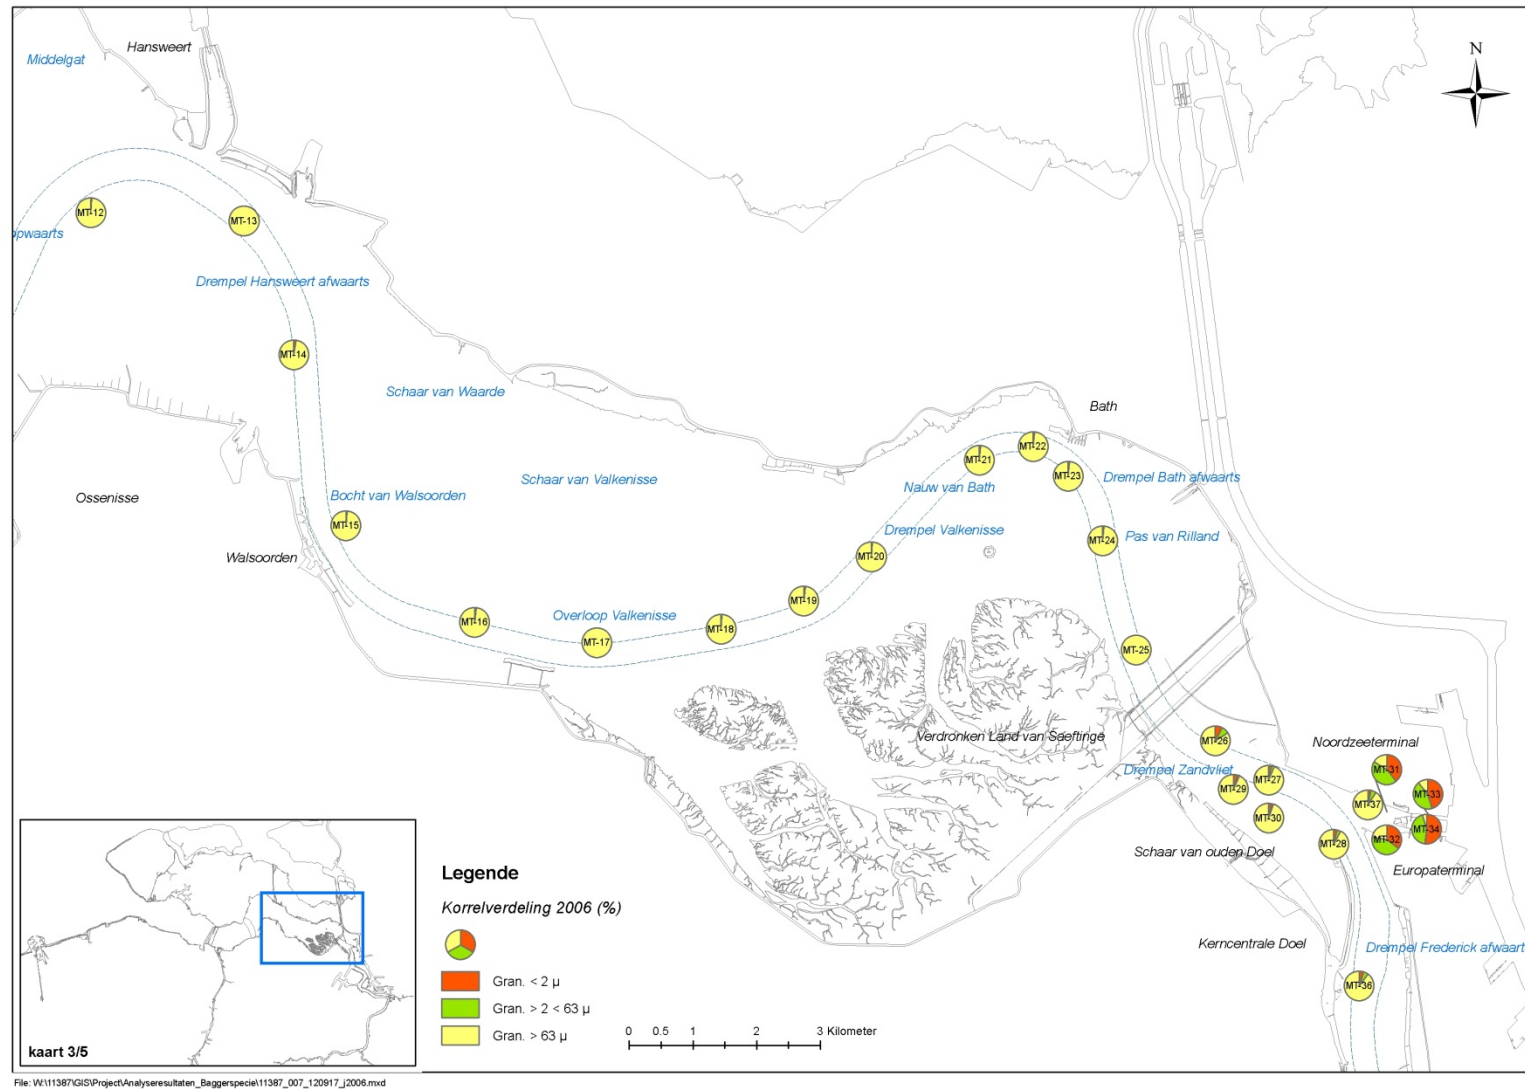 Hansweert
Middelgat
N
MT-12
MT-13
opwaarts
Drempel Hansweert afwaarts
MT-14
Schaar van Waarde
Bath
MT-22
MT-21
MT-23
Drempel Bath afwaarts
Schaar van Valkenisse
Nauw van Bath
Ossenisse
Bocht van Walsoorden
MT-15
Drempel Valkenisse
MT-24
Pas van Rilland
Walsoorden
MT-20
MT-19
Overloop Valkenisse
MT-16
MT-18
MT-17
MT-25
Verdronken Land van Saeftinge
MT-26
Noordzeeterminal
Drempel Zandvliet
MT-31
MT-27
MT-29
MT-33
MT-37
MT-30
MT-34
MT-32
MT-28
Schaar van ouden Doel
Europaterminal
Kerncentrale Doel
Drempel Frederick afwaart
MT-36
Legende
Korrelverdeling 2006 (%)
Gran. < 2 µ
Gran. > 2 < 63 µ
Gran. > 63 µ
0 0.5 1 2 3 Kilometer
kaart 3/5
File: W:\11387\GIS\Project\Analyseresultaten_Baggerspecie\11387_007_120917_j2006.mxd